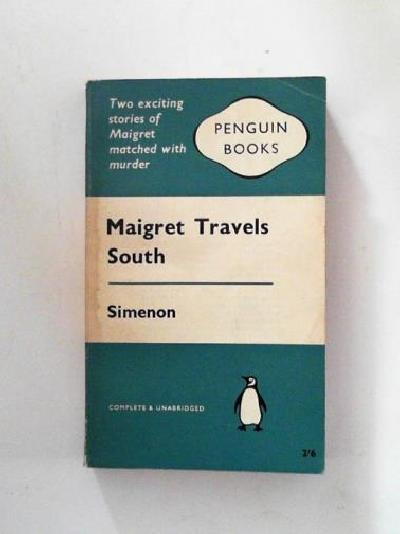 Two exciting
stories of
Maigret
matched with
murder
PENGUIN
BOOKS
Maigret Travels
South
Simenon
COMPLETE & UNABRIDGED
2/6